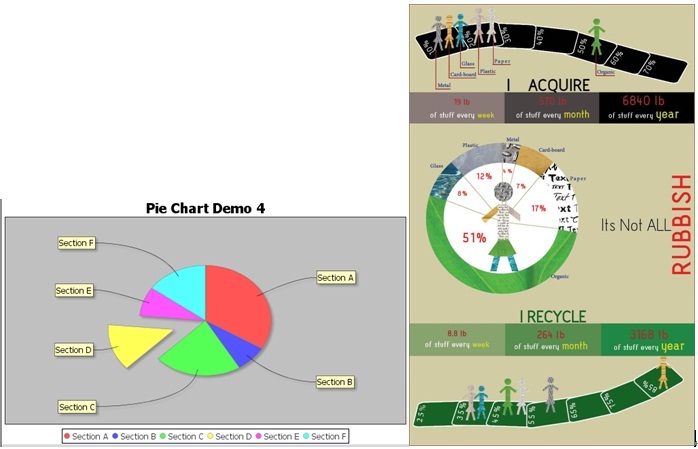 Pie Chart Demo 4
Section F
Section A
Section E
Section D
Section B
Section C
Section A Section B Section C Section D Section E Section F
10% 20% 30% 40% 50% 60% 70%
Glass
Paper
Card-board
Plastic
Organic
Metal
I ACQUIRE
19 lb 570 lb 6840 lb
of stuff every week of stuff every month of stuff every year
Metal
Plastic
Card-board
Glass
Paper
12% 4% 7%
8% 17%
51%
Text
Text
Organic
Its Not ALL
RUBBISH
I RECYCLE
8.8 lb 264 lb 3168 lb
of stuff every week of stuff every month of stuff every year
25% 35% 45% 55% 65% 75% 85%